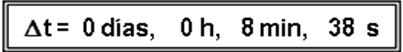 Δt = 0 días, 0 h, 8 min, 38 s